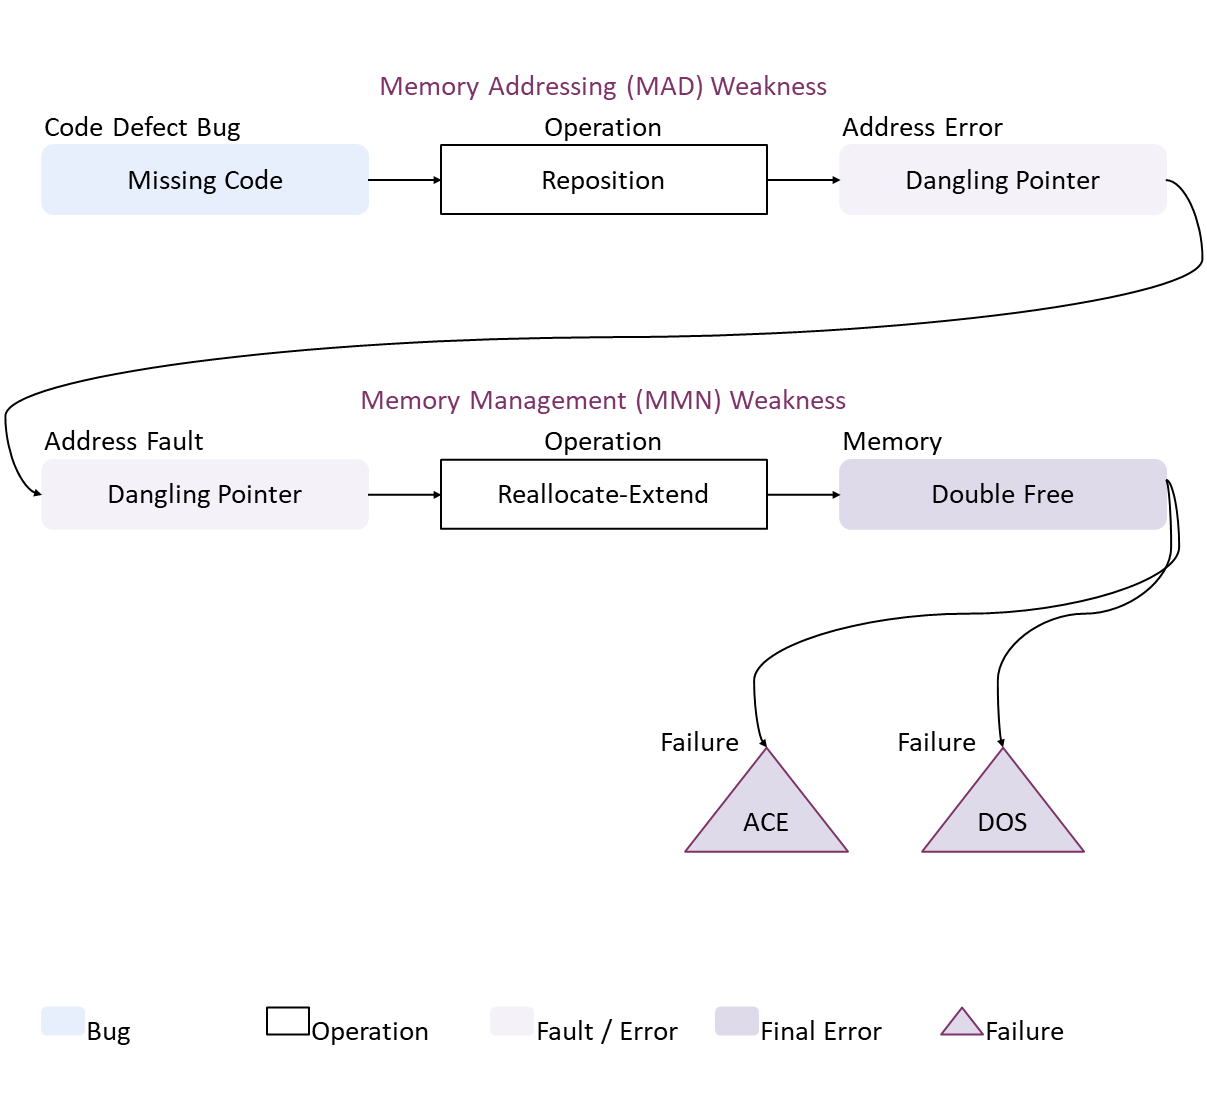 Memory Addressing (MAD) Weakness
Code Defect Bug
Operation
Address Error
Missing Code
Reposition
Dangling Pointer
Memory Management (MMN) Weakness
Address Fault
Operation
Memory
Dangling Pointer
Reallocate-Extend
Double Free
Failure
Failure
ACE
DOS
Bug
Operation
Fault / Error
Final Error
Failure